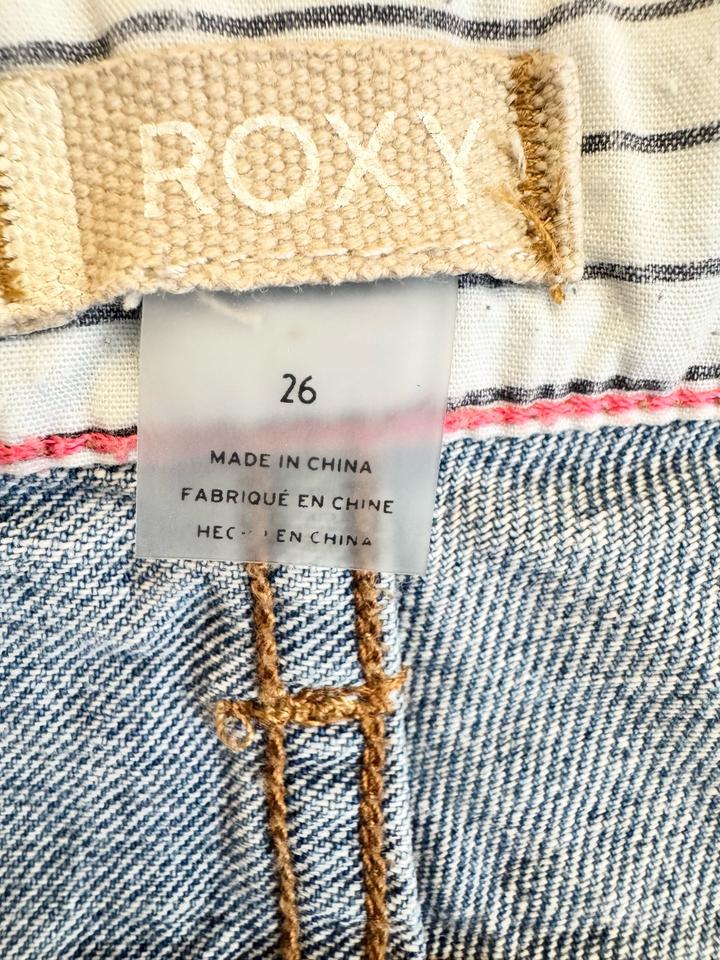 ROXY
26
MADE IN CHINA
FABRIQUÉ EN CHINE
EN CHINA